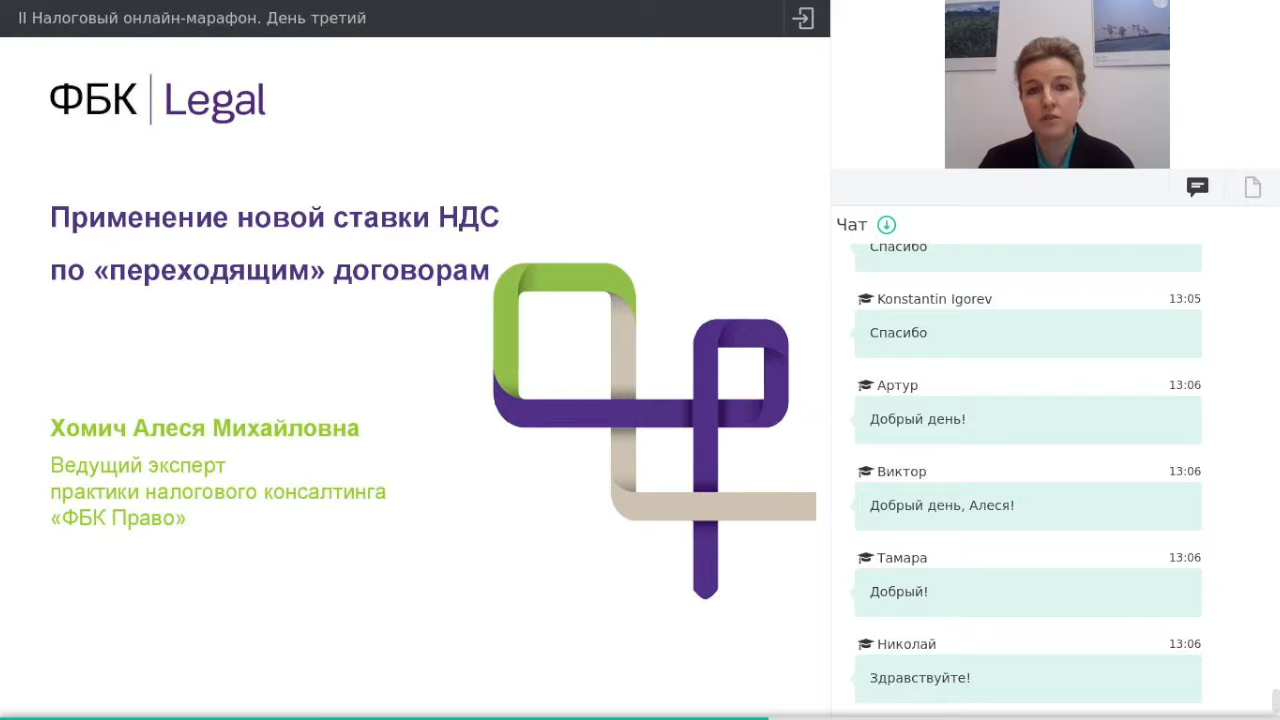 II Налоговый онлайн-марафон. День третий
ФБК Legal
Применение новой ставки НДС
по «переходящим» договорам
Хомич Алеся Михайловна
Ведущий эксперт
практики налогового консалтинга
«ФБК Право»
Чат
Спасибо
Konstantin Igorev 13:05
Спасибо
Артур 13:06
Добрый день!
Виктор 13:06
Добрый день, Алеся!
Тамара 13:06
Добрый!
Николай 13:06
Здравствуйте!